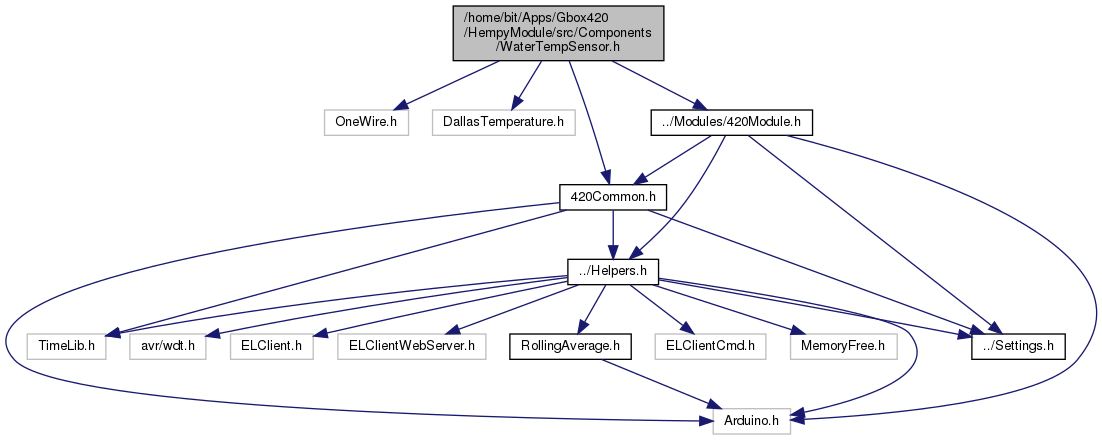 /home/bit/Apps/Gbox420
/HempyModule/src/Components
/WaterTempSensor.h
OneWire.h
DallasTemperature.h
../Modules/420Module.h
420Common.h
../Helpers.h
TimeLib.h
avr/wdt.h
ELClient.h
ELClientWebServer.h
RollingAverage.h
ELClientCmd.h
MemoryFree.h
../Settings.h
Arduino.h